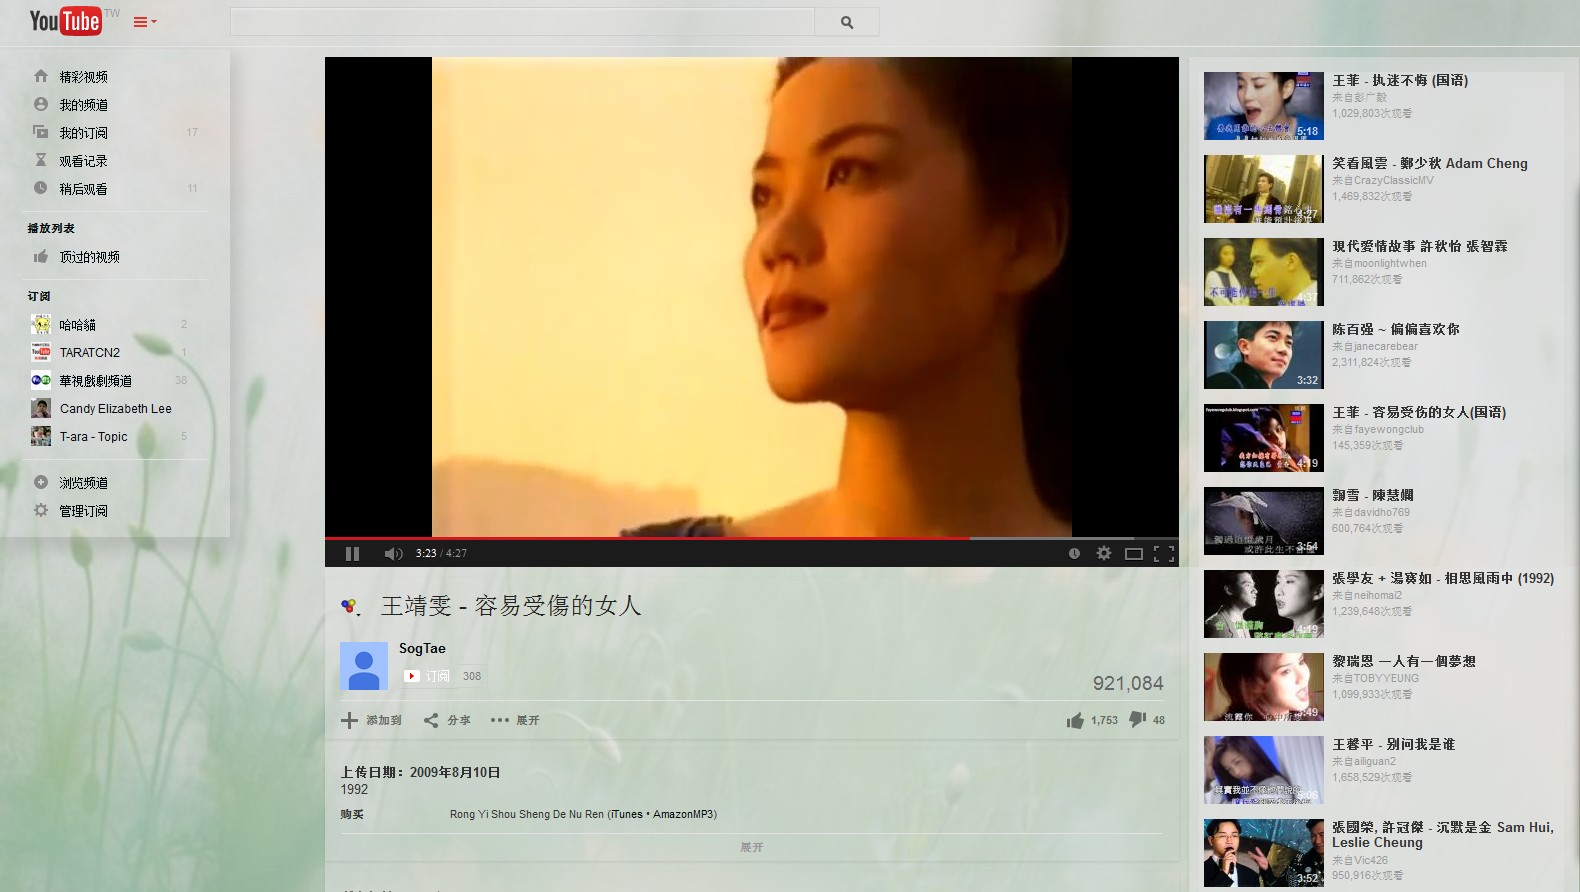 YouTube TW
精彩视频
我的频道
我的订阅 17
观看记录
稍后观看 11
播放列表
顶过的视频
订阅
哈哈貓 2
TARATCN2 1
華視戲劇頻道 38
Candy Elizabeth Lee
T-ara - Topic 5
浏览频道
管理订阅
3:23 / 4:27
王靖雯 - 容易受傷的女人
SogTae
订阅 308
921,084
添加到 分享 展开
1,753 48
上传日期：2009年8月10日
1992
购买 Rong Yi Shou Sheng De Nu Ren (iTunes • AmazonMP3)
展开
5:18
王菲 - 执迷不悔 (国语)
来自彭广毅
1,029,803次观看
笑看風雲 - 鄭少秋 Adam Cheng
来自CrazyClassicMV
1,469,832次观看
現代愛情故事 許秋怡 張智霖
来自moonlightwhen
711,862次观看
3:32
陈百强 ~ 偏偏喜欢你
来自janecarebear
2,311,824次观看
4:19
王菲 - 容易受伤的女人(国语)
来自fayewongclub
145,359次观看
3:54
飄雪 - 陳慧嫻
来自davidho769
600,764次观看
4:19
張學友 + 湯寶如 - 相思風雨中 (1992)
来自neihomai2
1,239,648次观看
黎瑞恩 一人有一個夢想
来自TOBYYEUNG
1,099,933次观看
王馨平 - 别问我是谁
来自ailiguan2
1,658,529次观看
3:52
張國榮, 許冠傑 - 沉默是金 Sam Hui,
Leslie Cheung
来自Vic426
950,916次观看